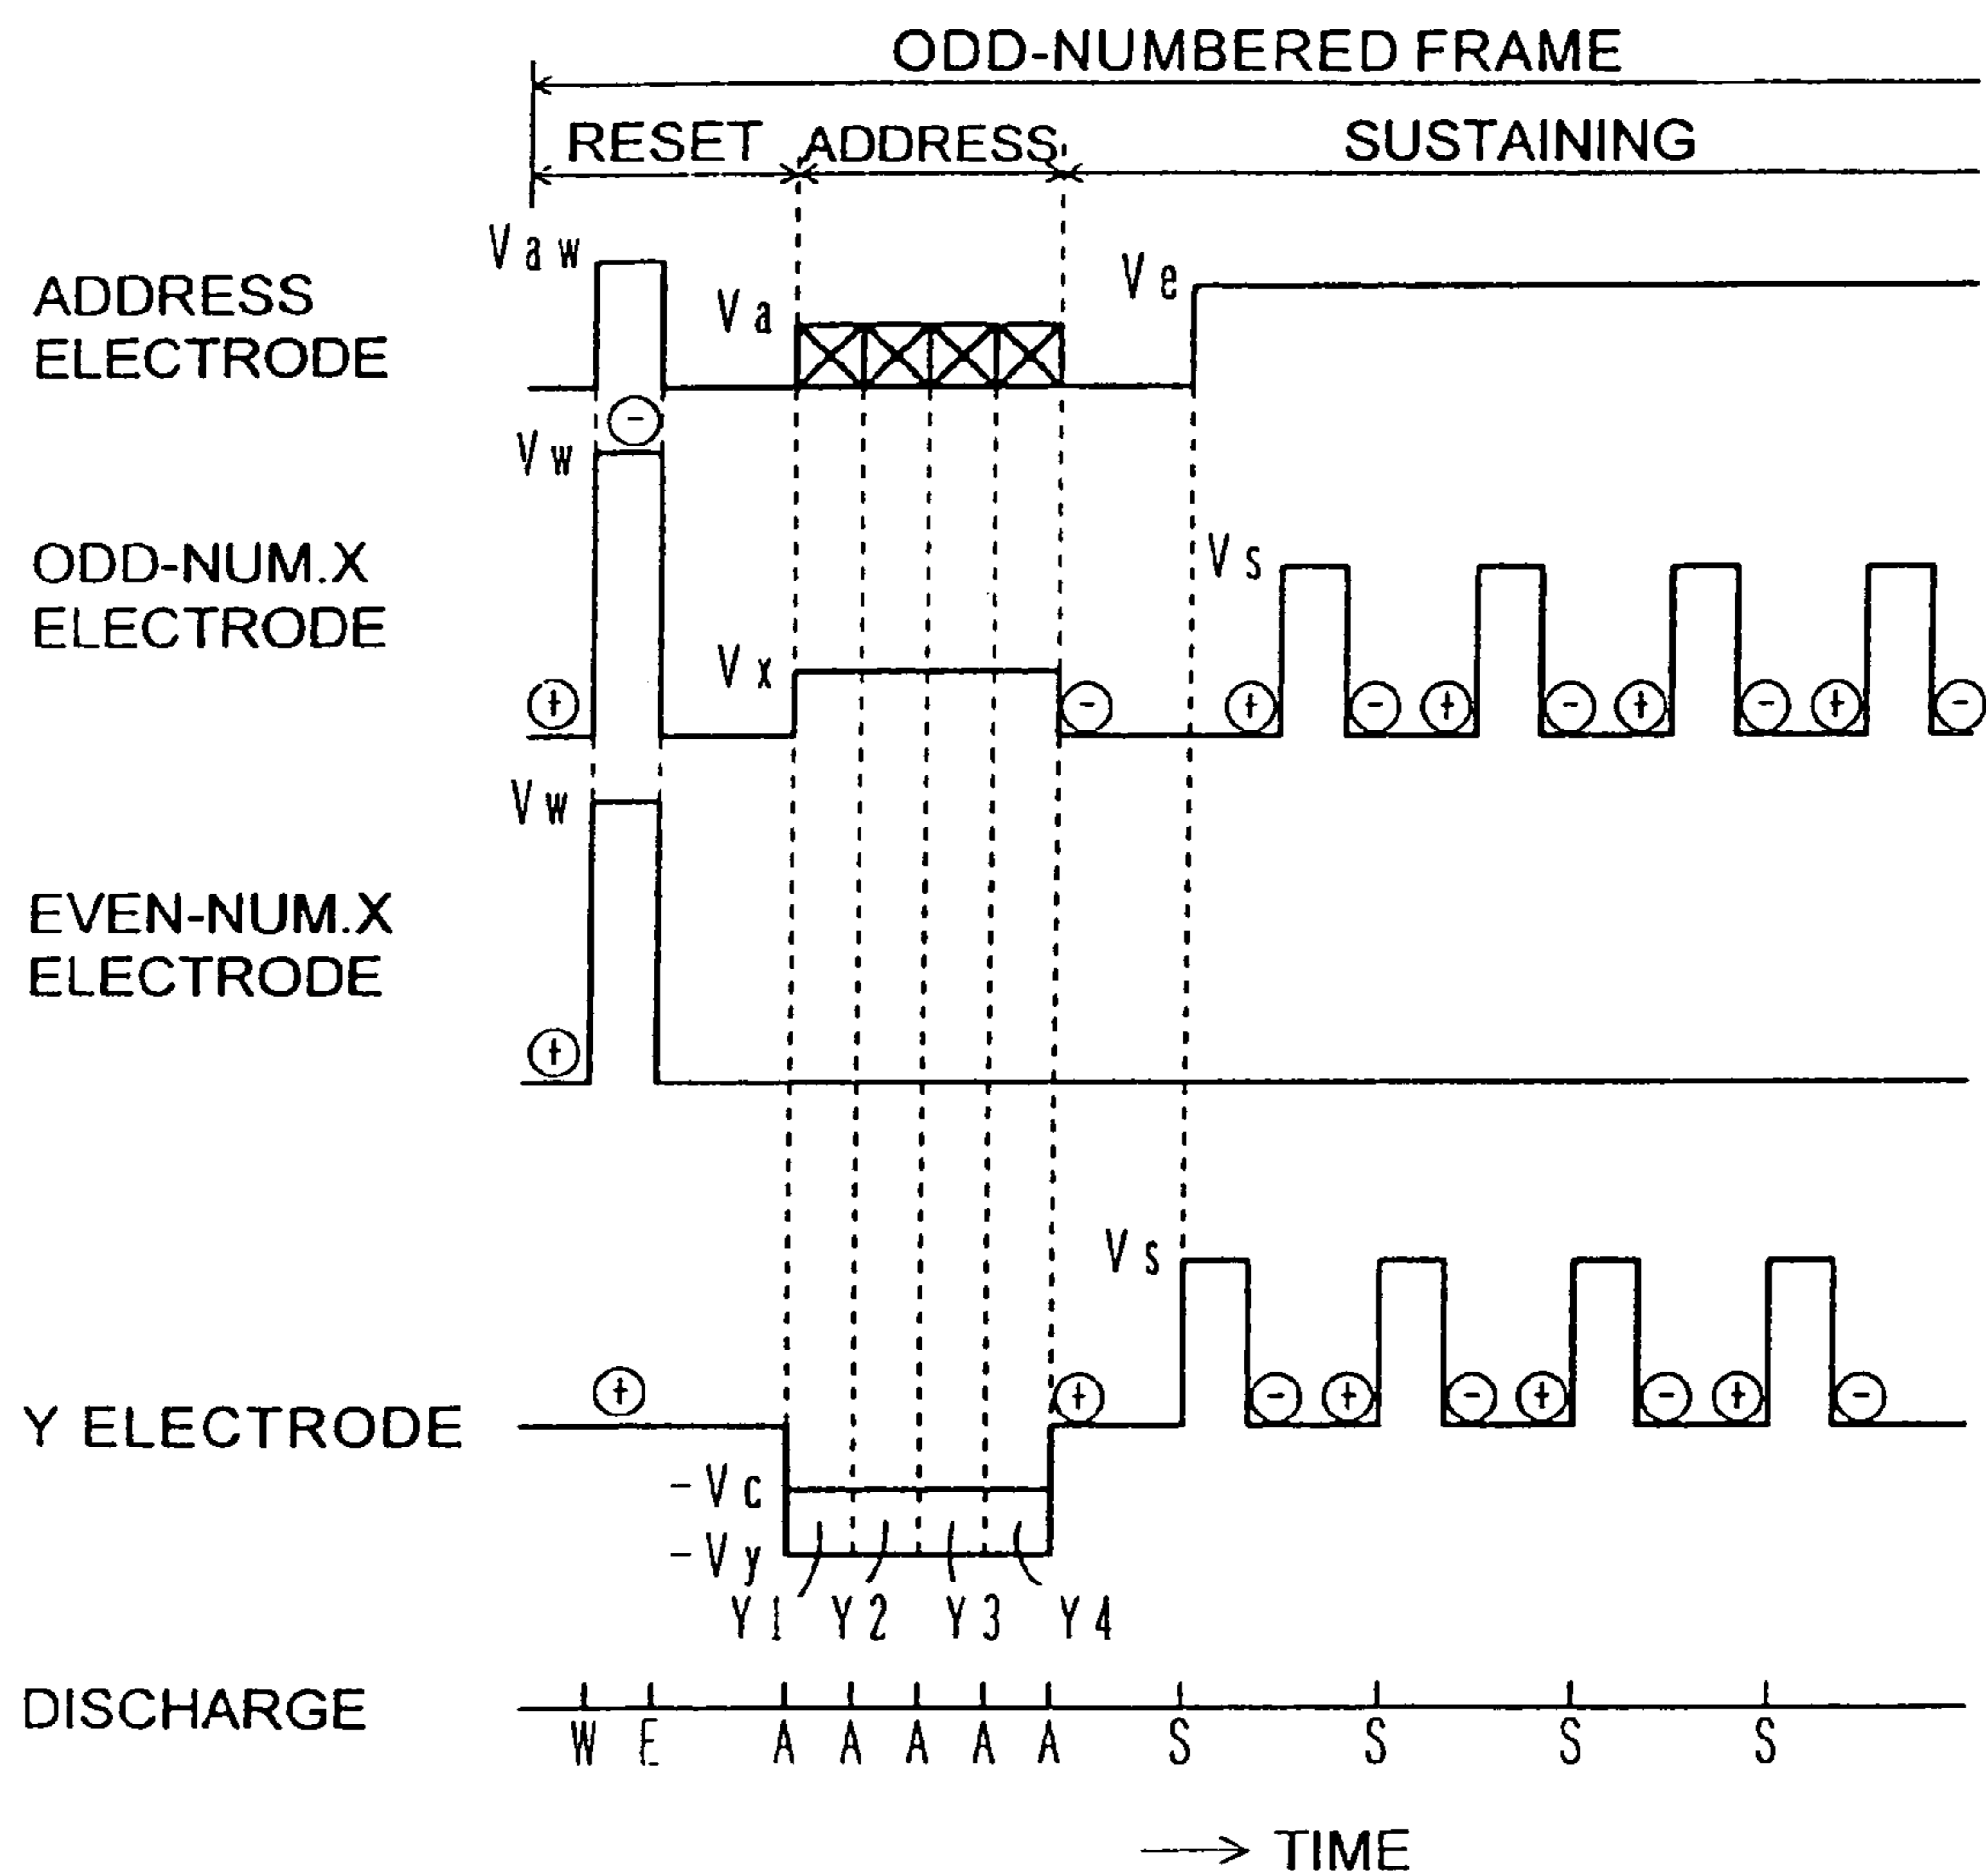 ODD-NUMBERED FRAME
RESET ADDRESS SUSTAINING
Vaw
Va
Ve
ADDRESS
ELECTRODE
-
Vw
ODD-NUM.X
ELECTRODE
Vs
Vx
+ - + - + - + - + -
Vw
EVEN-NUM.X
ELECTRODE
+
Vs
+ + - + - + - + -
Y ELECTRODE
-Vc
-Vy
Y1 Y2 Y3 Y4
DISCHARGE
W E A A A A A S S S S
→ TIME